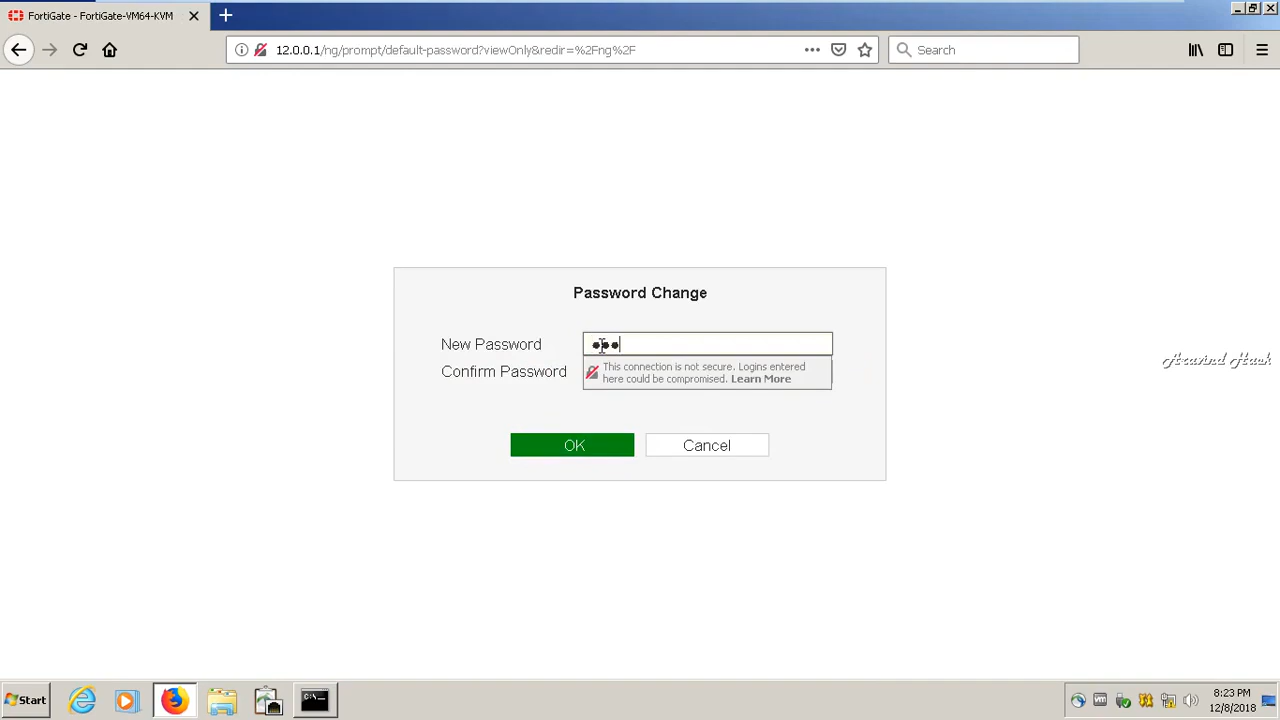 FortiGate - FortiGate-VM64-KVM
12.0.0.1/ng/prompt/default-password?viewOnly&redir=%2Fng%2F
Search
Password Change
New Password
Confirm Password
This connection is not secure. Logins entered
here could be compromised. Learn More
OK
Cancel
Aravind Hack
Start
8:23 PM
12/8/2018